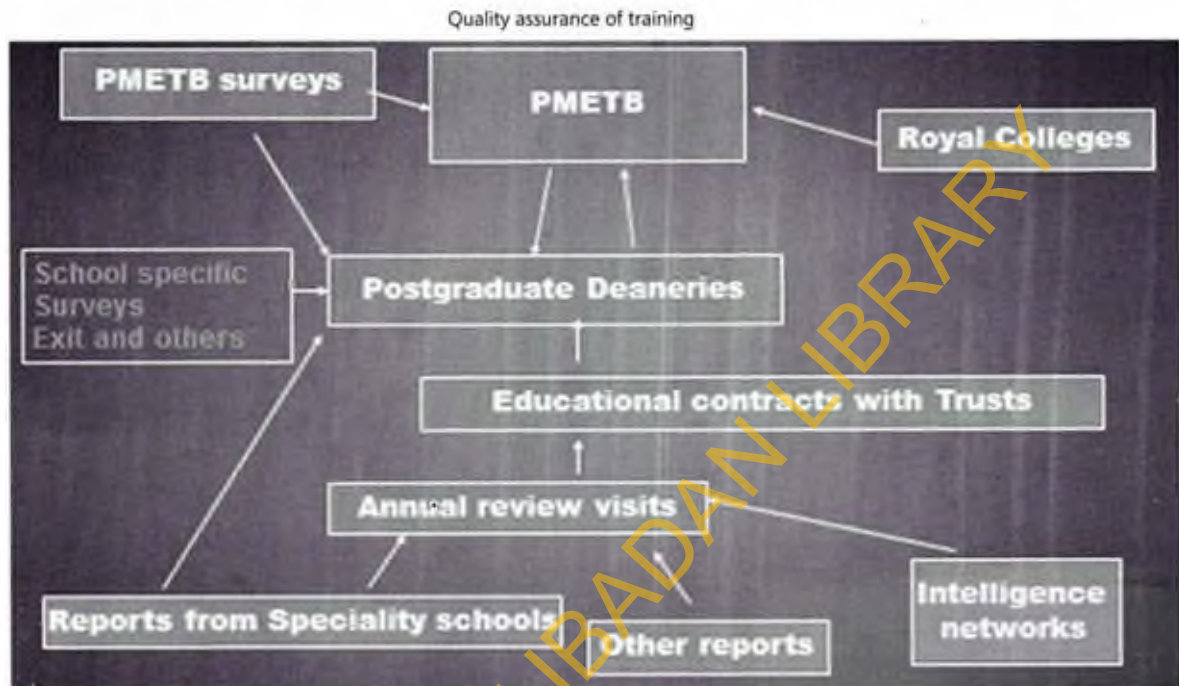 Quality assurance of training
PMETB surveys
PMETB
Royal Colleges
School specific
Surveys
Exit and others
Postgraduate Deaneries
Educational contracts with Trusts
Annual review visits
Reports from Speciality schools
Other reports
Intelligence
networks
IBADAN LIBRARY